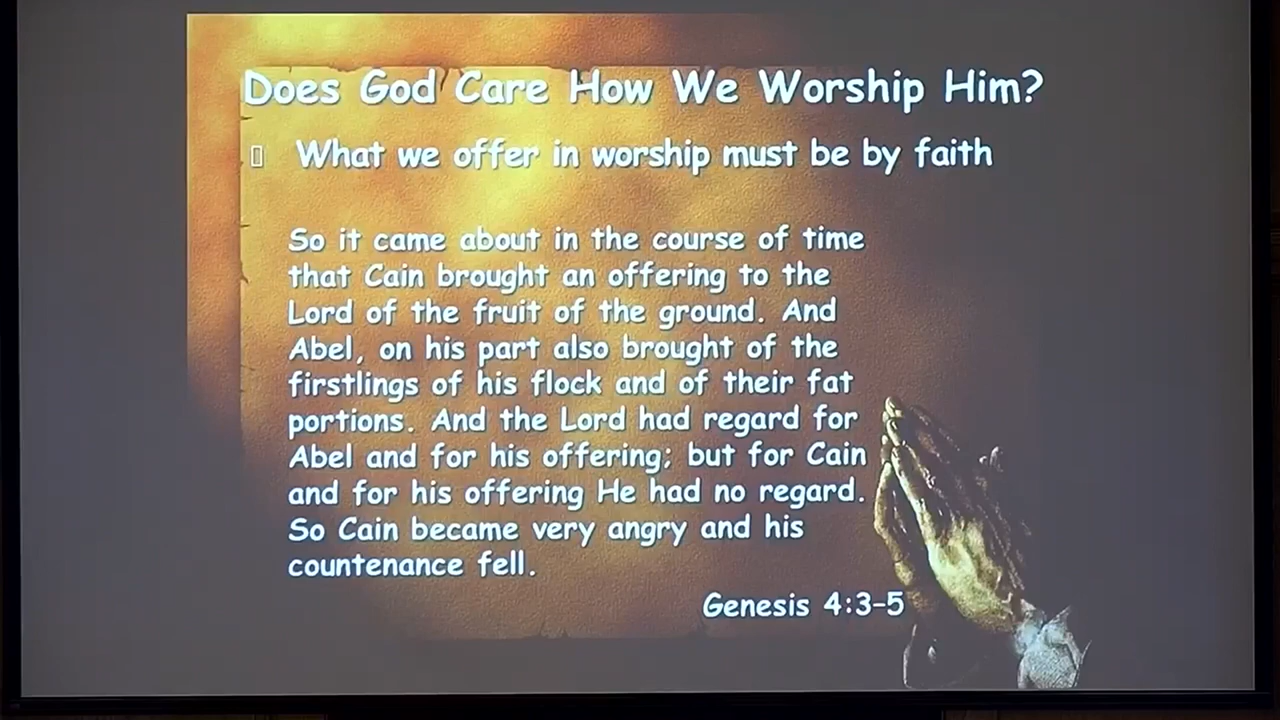 Does God Care How We Worship Him?
What we offer in worship must be by faith
So it came about in the course of time
that Cain brought an offering to the
Lord of the fruit of the ground. And
Abel, on his part also brought of the
firstlings of his flock and of their fat
portions. And the Lord had regard for
Abel and for his offering; but for Cain
and for his offering He had no regard.
So Cain became very angry and his
countenance fell.
Genesis 4:3-5